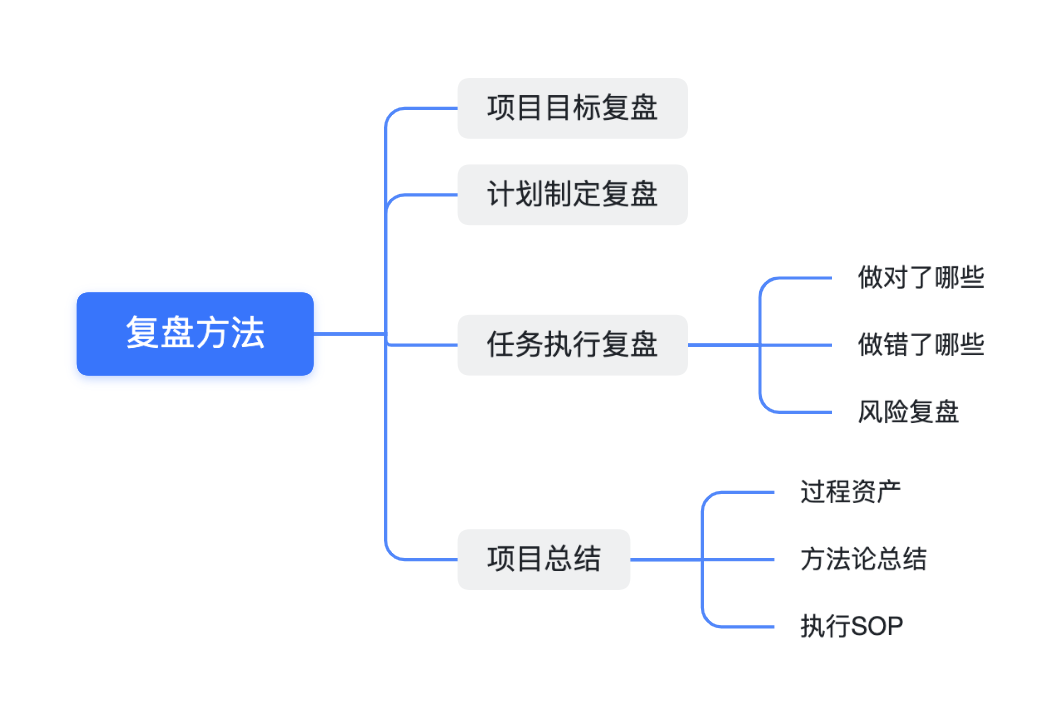 复盘方法
项目目标复盘
计划制定复盘
任务执行复盘
做对了哪些
做错了哪些
风险复盘
项目总结
过程资产
方法论总结
执行SOP